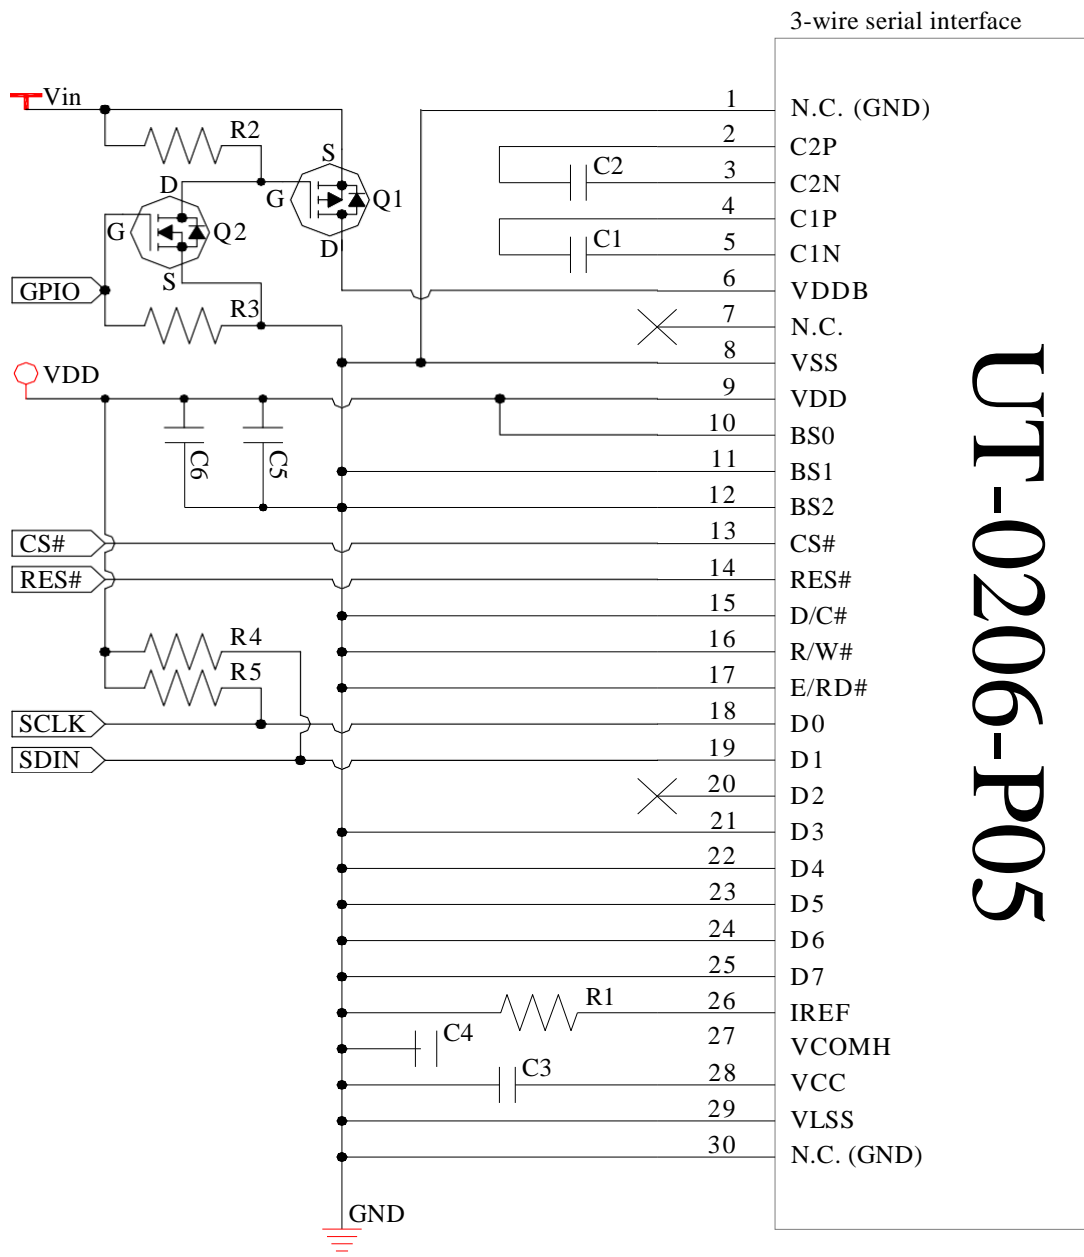 3-wire serial interface
Vin
1
N.C. (GND)
R2
2
C2P
S
D
C2
3
C2N
G
Q1
4
C1P
G
Q2
D
C1
5
C1N
S
GPIO
R3
6
VDDB
7
N.C.
8
VSS
VDD
9
VDD
10
BS0
C6
C5
11
BS1
12
BS2
CS#
13
CS#
RES#
14
RES#
15
D/C#
R4
16
R/W#
R5
17
E/RD#
SCLK
18
D0
SDIN
19
D1
20
D2
21
D3
22
D4
23
D5
24
D6
25
D7
R1
26
IREF
C4
27
VCOMH
C3
28
VCC
29
VLSS
30
N.C. (GND)
GND
UT-0206-P05